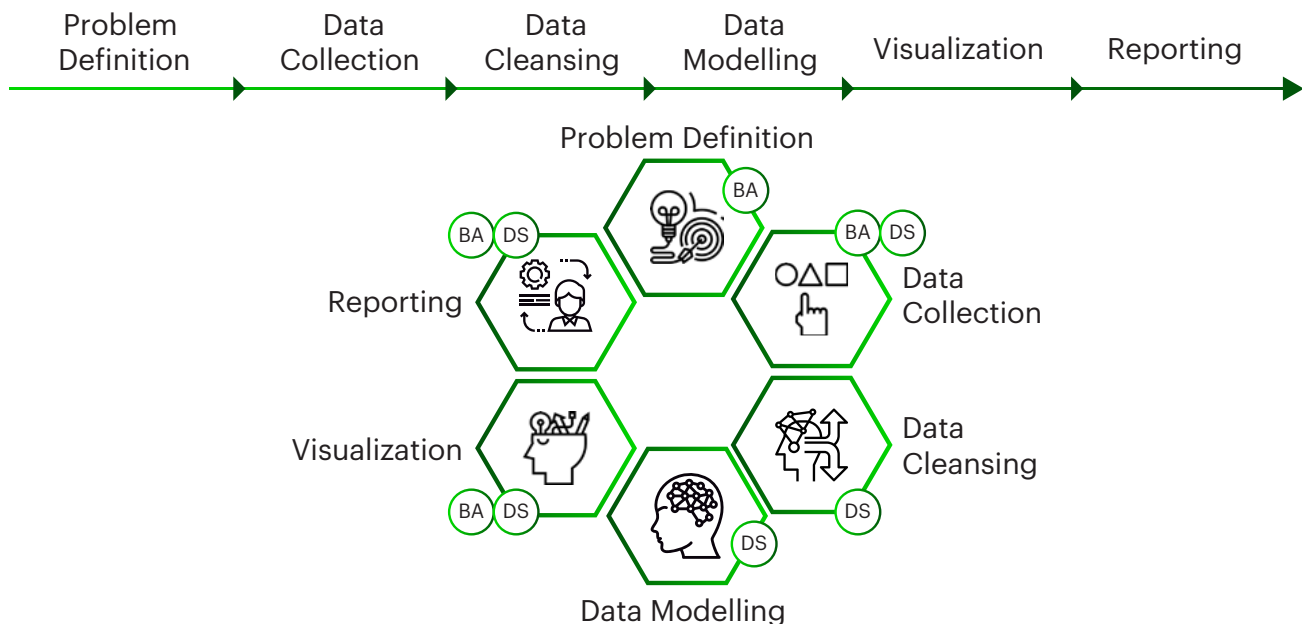 Problem
Definition
Data
Collection
Data
Cleansing
Data
Modelling
Visualization
Reporting
Problem Definition
BA
BA DS
BA DS
Reporting
Data
Collection
Visualization
Data
Cleansing
BA DS
DS
DS
Data Modelling